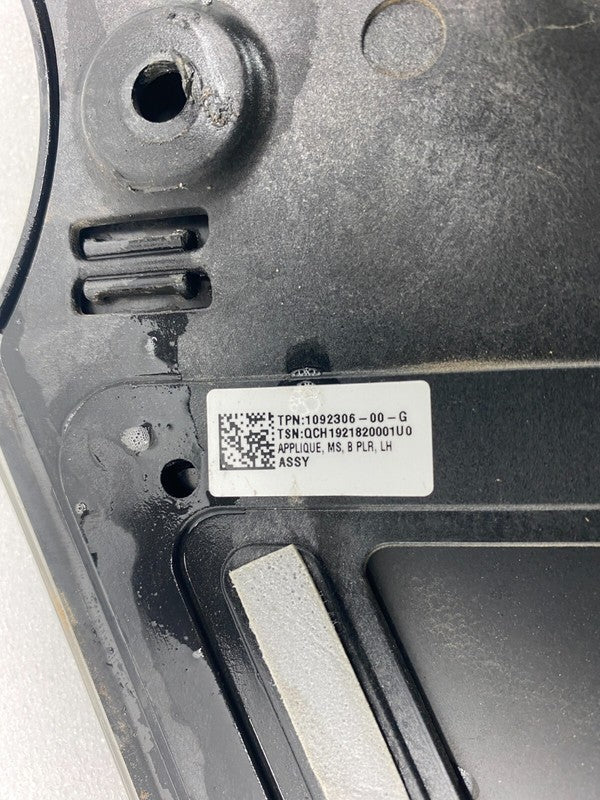 TPN:1092306-00-G
TSN:QCH1921820001U0
APPLIQUE, MS, B PLR, LH
ASSY